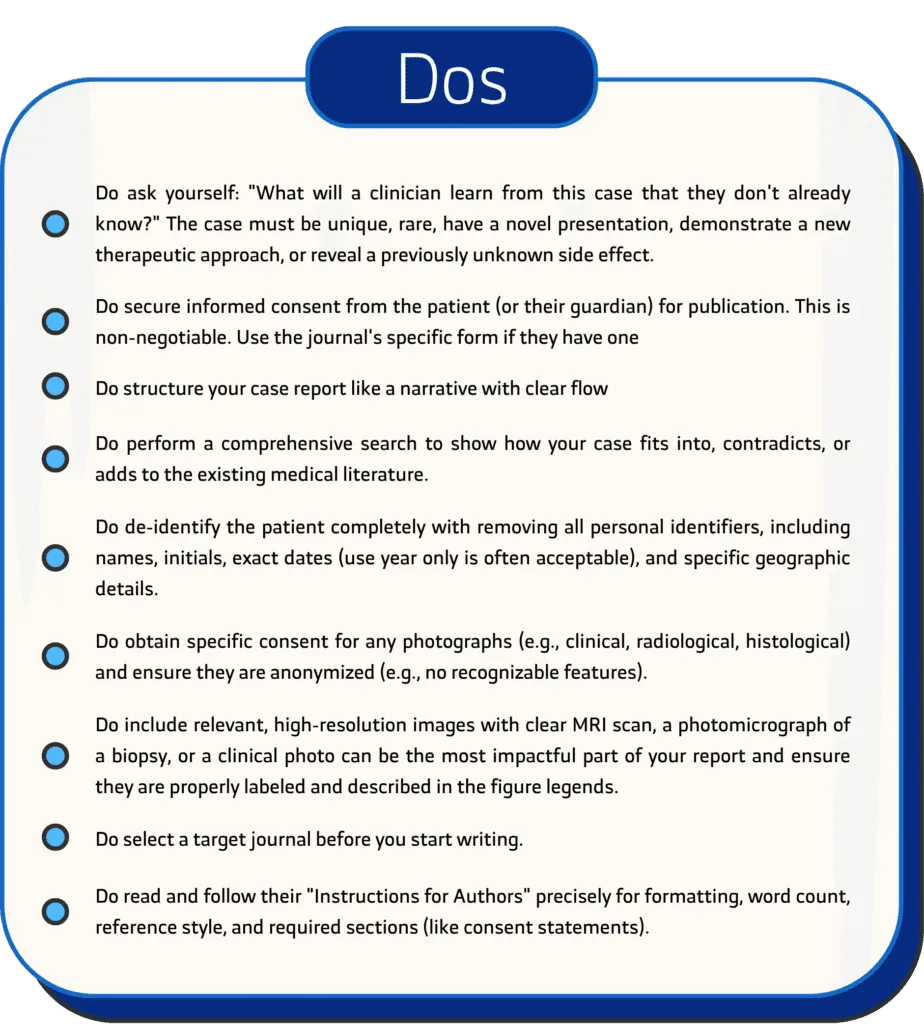 Dos
Do ask yourself: "What will a clinician learn from this case that they don't already
know?" The case must be unique, rare, have a novel presentation, demonstrate a new
therapeutic approach, or reveal a previously unknown side effect.
Do secure informed consent from the patient (or their guardian) for publication. This is
non-negotiable. Use the journal's specific form if they have one
Do structure your case report like a narrative with clear flow
Do perform a comprehensive search to show how your case fits into, contradicts, or
adds to the existing medical literature.
Do de-identify the patient completely with removing all personal identifiers, including
names, initials, exact dates (use year only is often acceptable), and specific geographic
details.
Do obtain specific consent for any photographs (e.g., clinical, radiological, histological)
and ensure they are anonymized (e.g., no recognizable features).
Do include relevant, high-resolution images with clear MRI scan, a photomicrograph of
a biopsy, or a clinical photo can be the most impactful part of your report and ensure
they are properly labeled and described in the figure legends.
Do select a target journal before you start writing.
Do read and follow their "Instructions for Authors" precisely for formatting, word count,
reference style, and required sections (like consent statements).